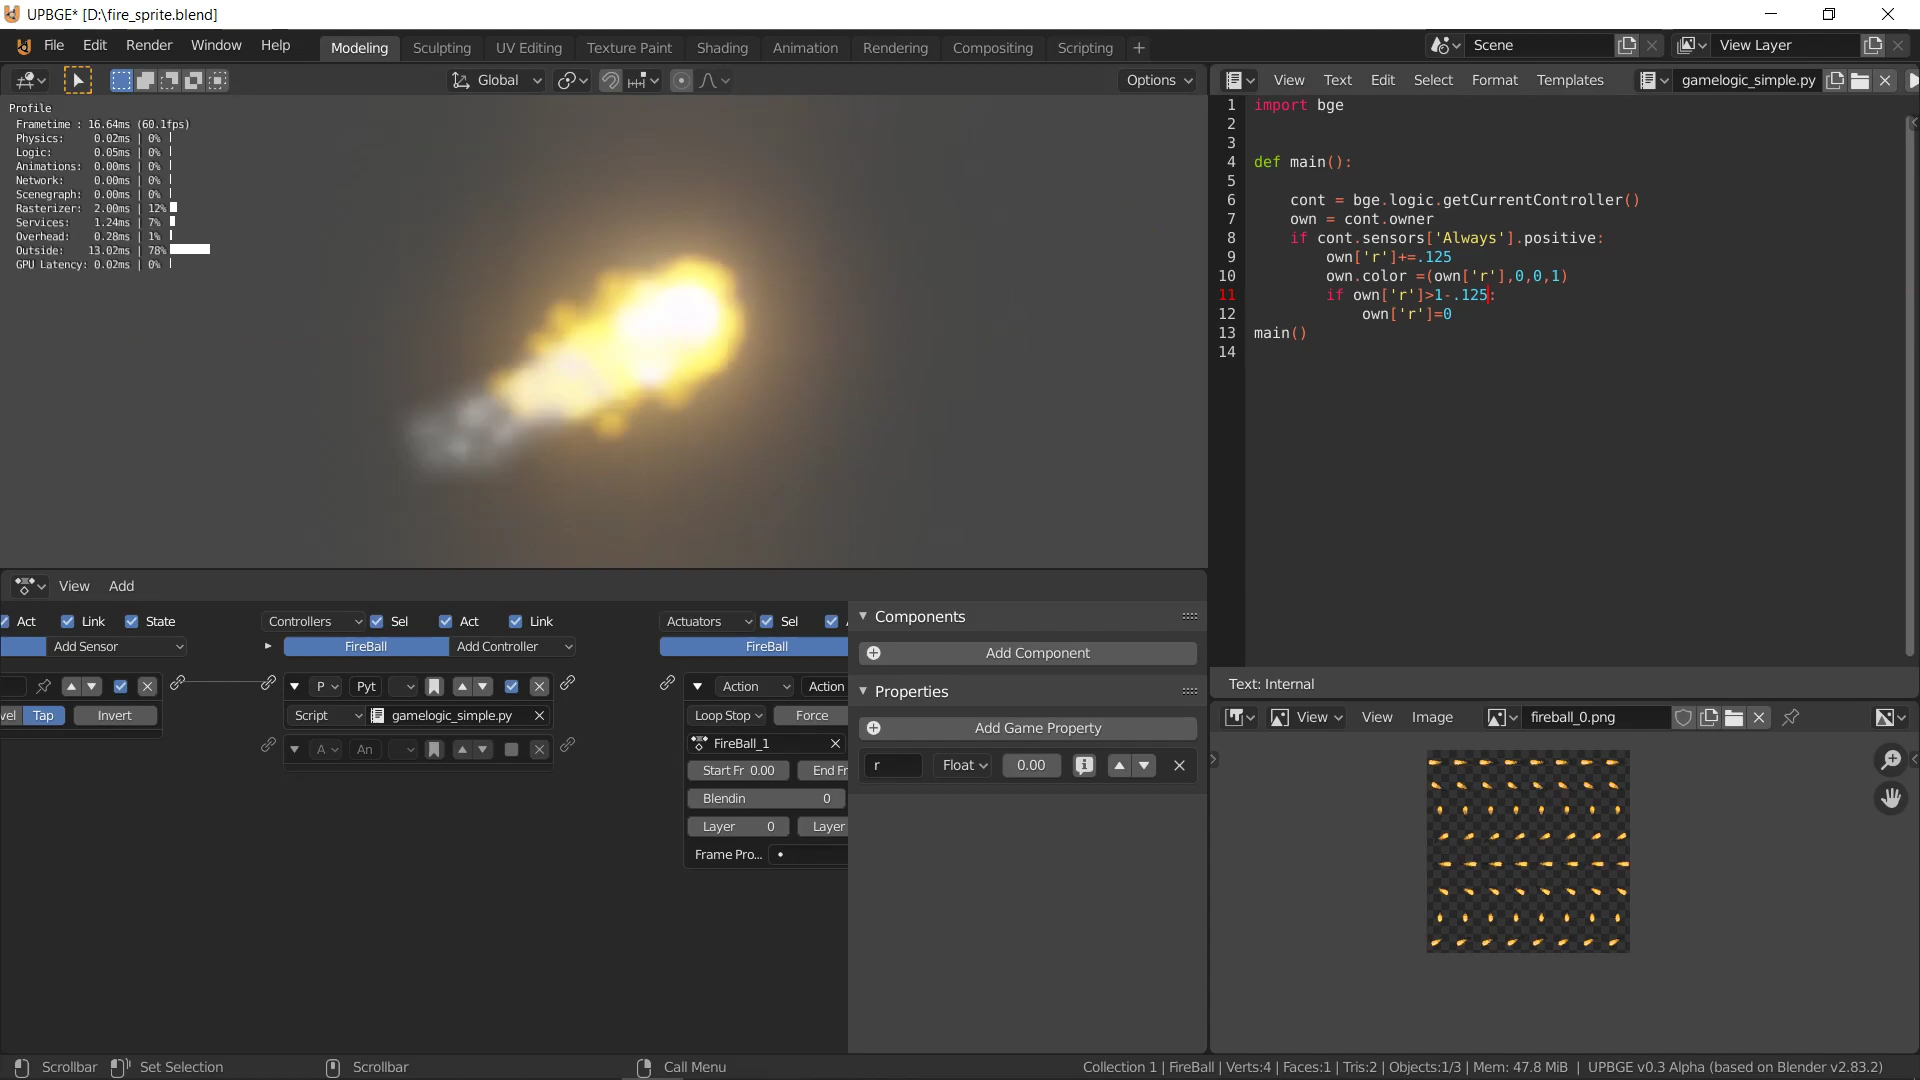 UPBGE* [D:\fire_sprite.blend]
File Edit Render Window Help
Modeling Sculpting UV Editing Texture Paint Shading Animation Rendering Compositing Scripting +
Scene View Layer
Global Options
View Text Edit Select Format Templates gamelogic_simple.py
Profile
Frametime : 16.64ms (60.1fps)
Physics: 0.02ms | 0%
Logic: 0.05ms | 0%
Animations: 0.00ms | 0%
Network: 0.00ms | 0%
Scenegraph: 0.00ms | 0%
Rasterizer: 2.00ms | 12%
Services: 1.24ms | 7%
Overhead: 0.28ms | 1%
Outside: 13.02ms | 78%
GPU Latency: 0.02ms | 0%
1 import bge
2
3
4 def main():
5
6 cont = bge.logic.getCurrentController()
7 own = cont.owner
8 if cont.sensors['Always'].positive:
9 own['r']+=.125
10 own.color =(own['r'],0,0,1)
11 if own['r']>1-.125:
12 own['r']=0
13 main()
14
Text: Internal
View Add
Act Link State
Add Sensor
vel Tap Invert
Controllers Sel Act Link
FireBall Add Controller
P Pyt
Script gamelogic_simple.py
A An
Actuators Sel
FireBall
Action Action
Loop Stop Force
FireBall_1
Start Fr 0.00 End Fr
Blendin 0
Layer 0 Layer
Frame Pro...
Components
Add Component
Properties
Add Game Property
r Float 0.00
View View Image fireball_0.png
Scrollbar Set Selection Scrollbar Call Menu
Collection 1 | FireBall | Verts:4 | Faces:1 | Tris:2 | Objects:1/3 | Mem: 47.8 MiB | UPBGE v0.3 Alpha (based on Blender v2.83.2)